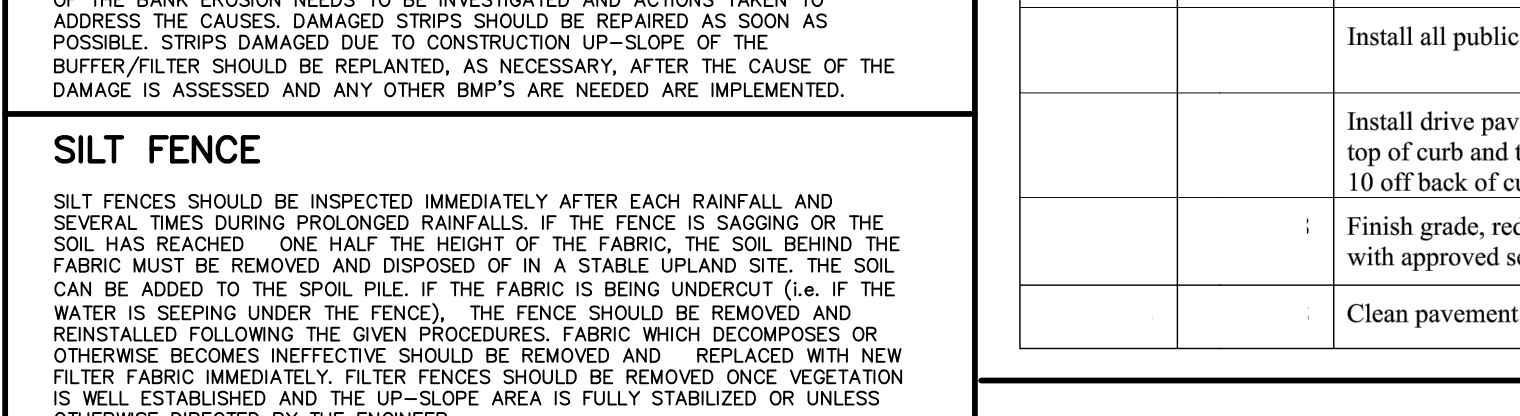 OF THE BANK EROSION NEEDS TO BE INVESTIGATED AND ACTIONS TAKEN TO
ADDRESS THE CAUSES. DAMAGED STRIPS SHOULD BE REPAIRED AS SOON AS
POSSIBLE. STRIPS DAMAGED DUE TO CONSTRUCTION UP-SLOPE OF THE
BUFFER/FILTER SHOULD BE REPLANTED, AS NECESSARY, AFTER THE CAUSE OF THE
DAMAGE IS ASSESSED AND ANY OTHER BMP'S ARE NEEDED ARE IMPLEMENTED.
SILT FENCE
SILT FENCES SHOULD BE INSPECTED IMMEDIATELY AFTER EACH RAINFALL AND
SEVERAL TIMES DURING PROLONGED RAINFALLS. IF THE FENCE IS SAGGING OR THE
SOIL HAS REACHED ONE HALF THE HEIGHT OF THE FABRIC, THE SOIL BEHIND THE
FABRIC MUST BE REMOVED AND DISPOSED OF IN A STABLE UPLAND SITE. THE SOIL
CAN BE ADDED TO THE SPOIL PILE. IF THE FABRIC IS BEING UNDERCUT (i.e. IF THE
WATER IS SEEPING UNDER THE FENCE), THE FENCE SHOULD BE REMOVED AND
REINSTALLED FOLLOWING THE GIVEN PROCEDURES. FABRIC WHICH DECOMPOSES OR
OTHERWISE BECOMES INEFFECTIVE SHOULD BE REMOVED AND REPLACED WITH NEW
FILTER FABRIC IMMEDIATELY. FILTER FENCES SHOULD BE REMOVED ONCE VEGETATION
IS WELL ESTABLISHED AND THE UP-SLOPE AREA IS FULLY STABILIZED OR UNLESS
OTHERWISE DIRECTED BY THE ENGINEER.
Install all public
Install drive pav
top of curb and t
10 off back of cu
Finish grade, red
with approved se
Clean pavement